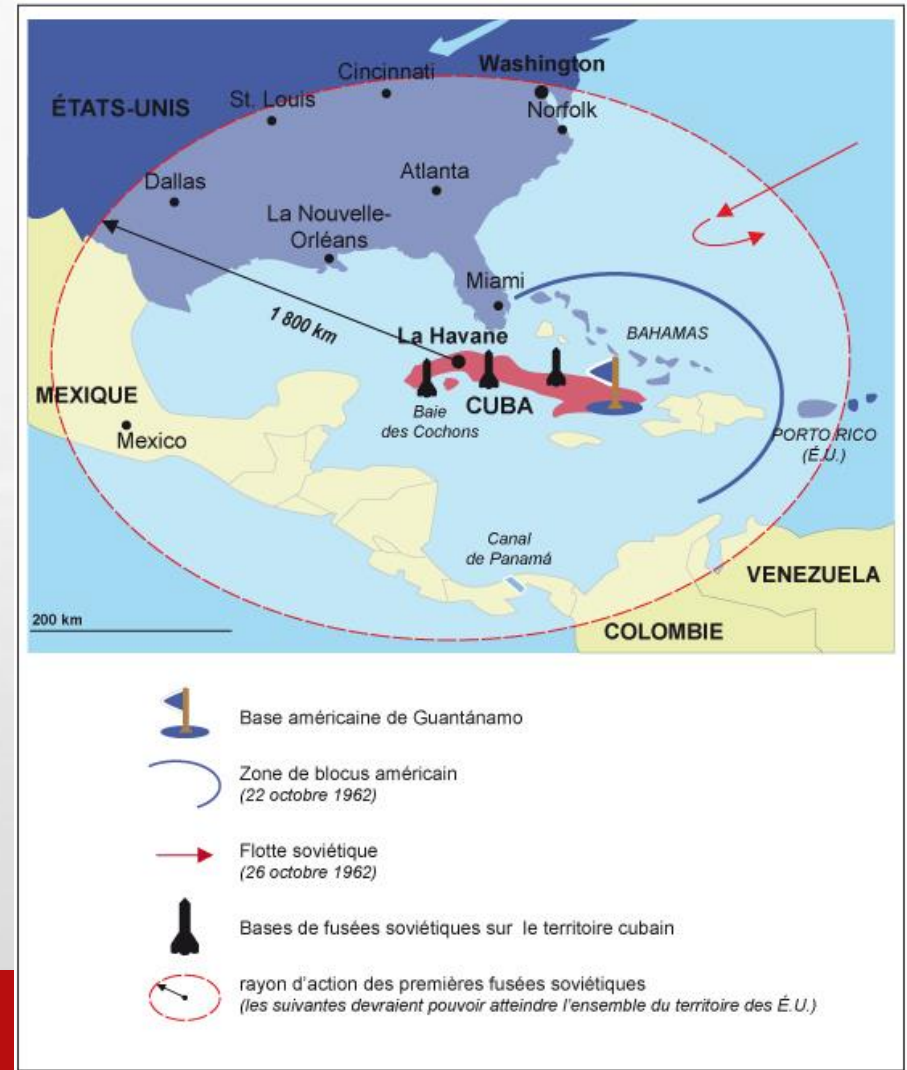 Washington
Cincinnati
ÉTATS-UNIS
St. Louis
Norfolk
Dallas
Atlanta
La Nouvelle-
Orléans
Miami
1 800 km
La Havane
BAHAMAS
MEXIQUE
CUBA
Baie
des Cochons
Mexico
PORTO RICO
(É.U.)
Canal
de Panamá
VENEZUELA
200 km
COLOMBIE
Base américaine de Guantánamo
Zone de blocus américain
(22 octobre 1962)
Flotte soviétique
(26 octobre 1962)
Bases de fusées soviétiques sur le territoire cubain
rayon d'action des premières fusées soviétiques
(les suivantes devraient pouvoir atteindre l'ensemble du territoire des É.U.)